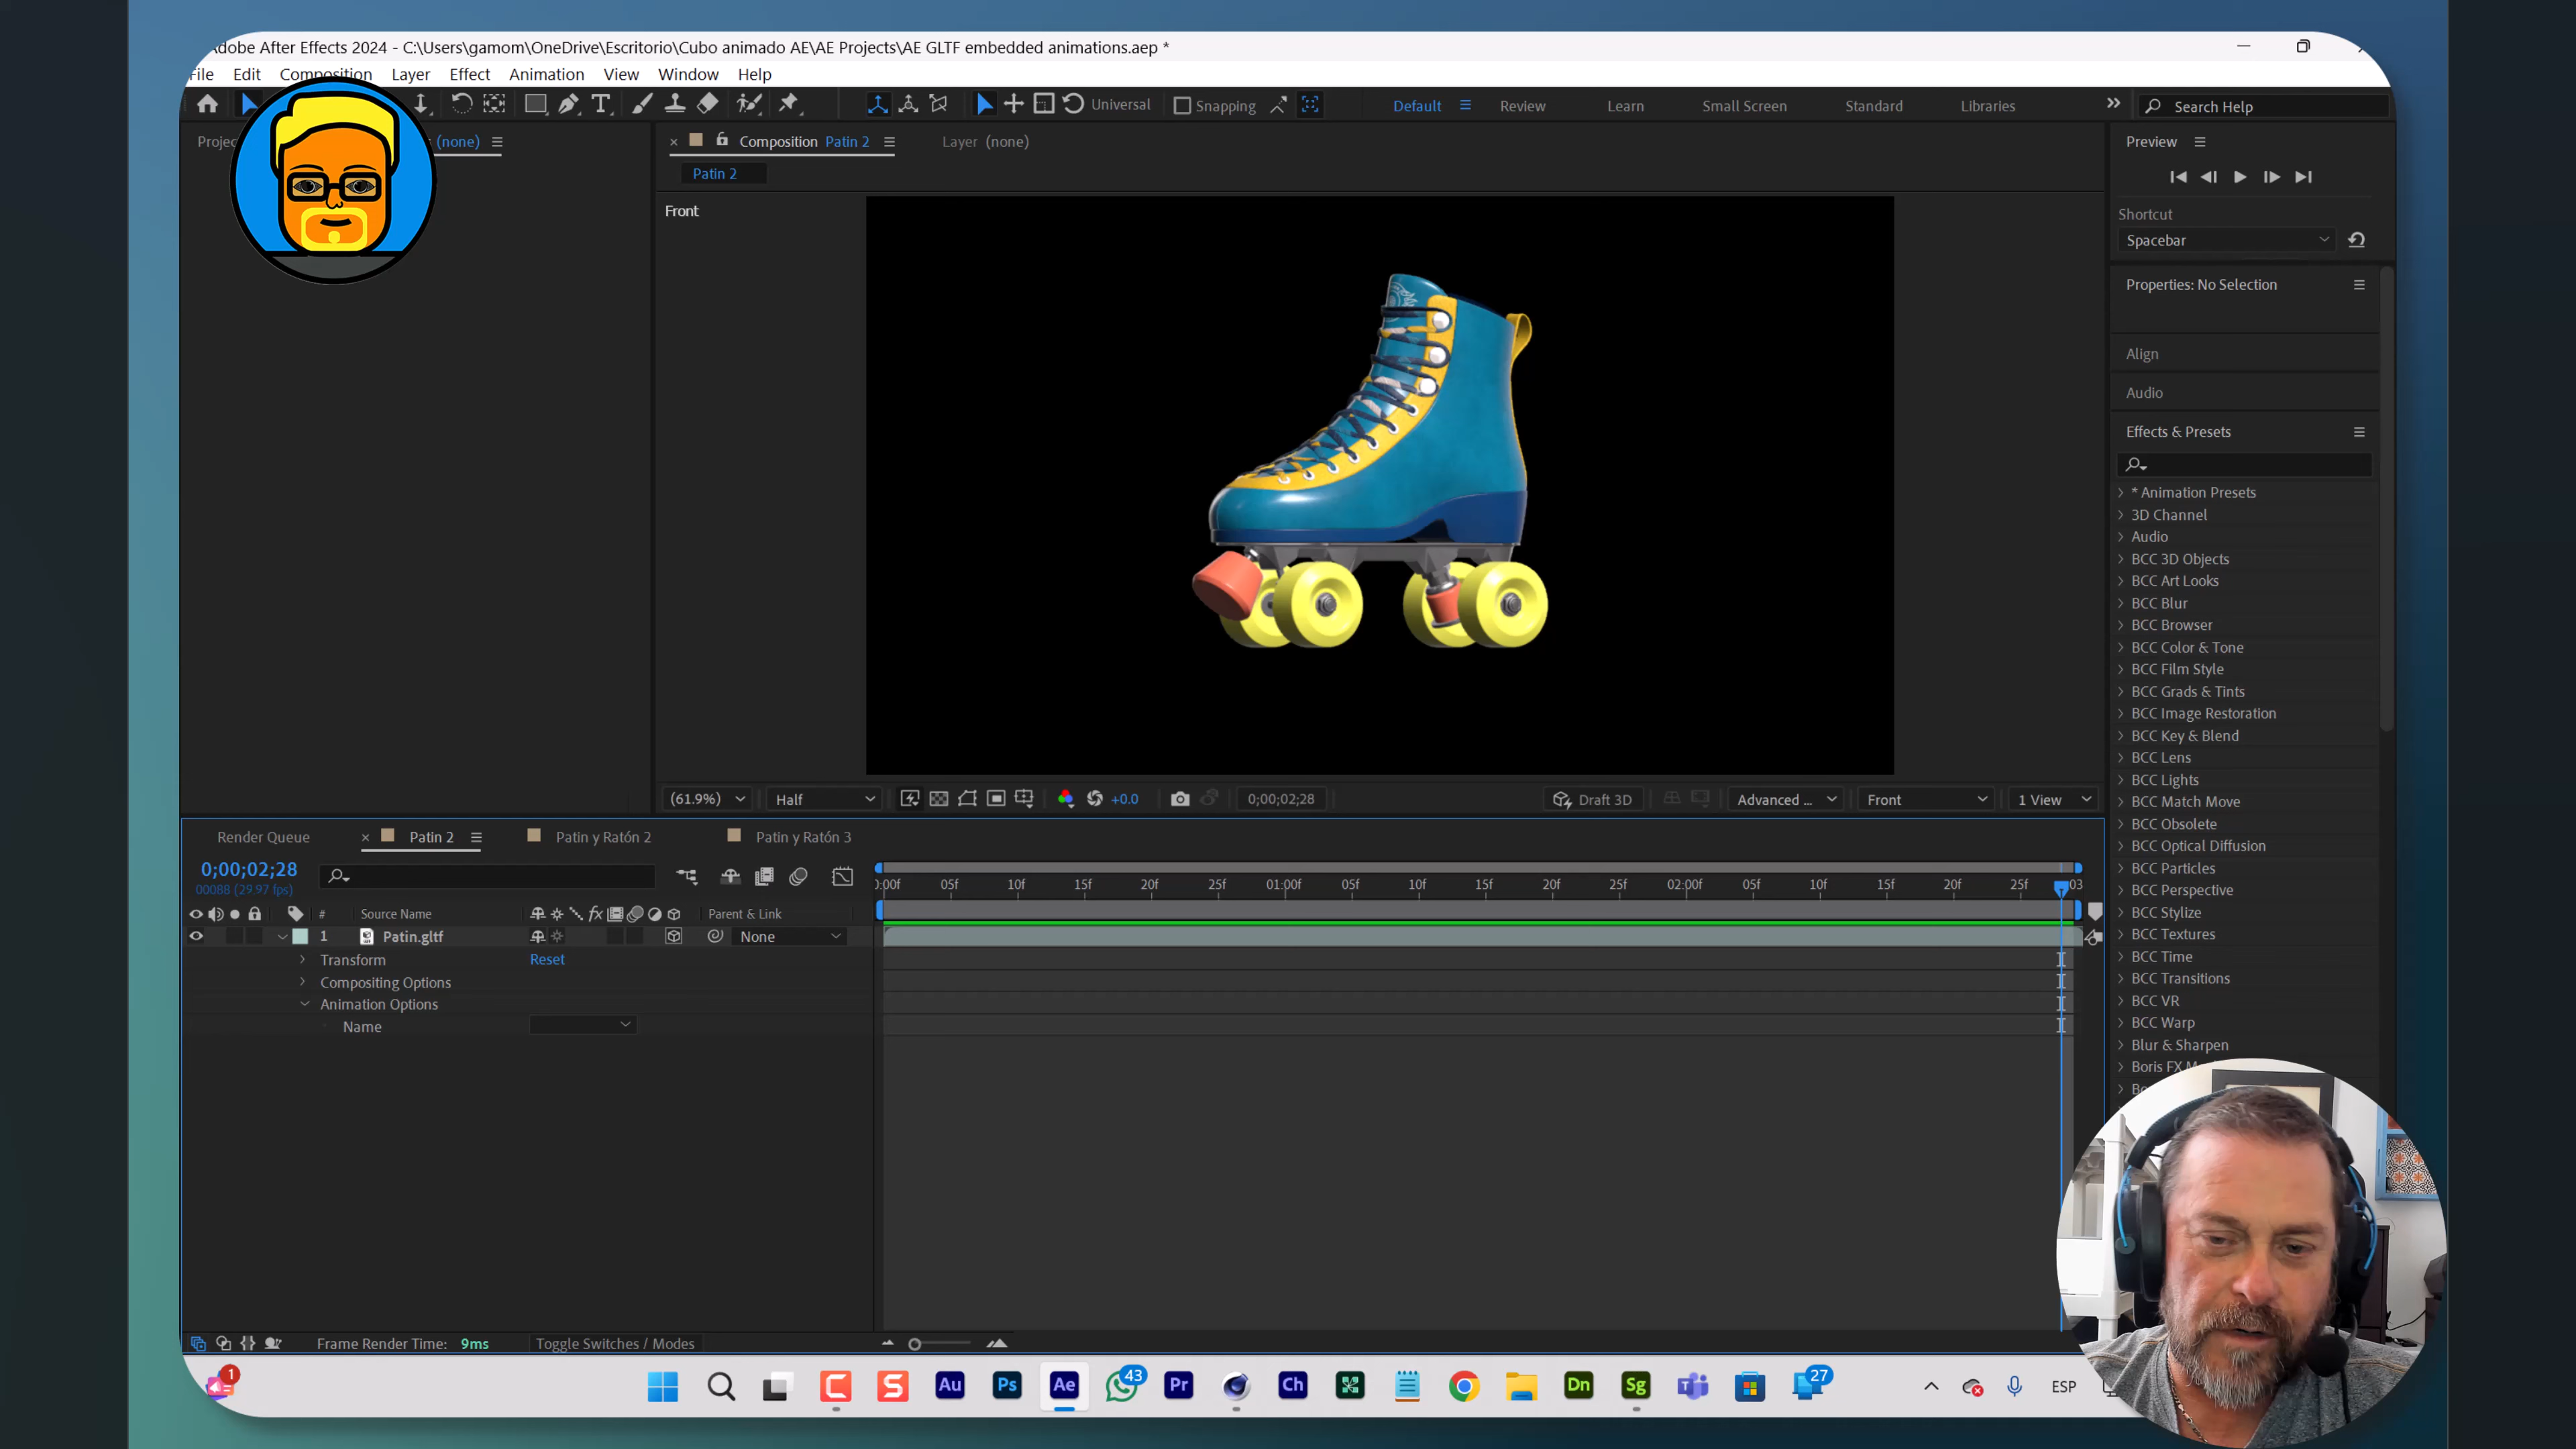 Adobe After Effects 2024 - C:\Users\gamom\OneDrive\Escritorio\Cubo animado AE\AE Projects\AE GLTF embedded animations.aep *
File Edit Composition Layer Effect Animation View Window Help
Universal Snapping Default Review Learn Small Screen Standard Libraries Search Help
(none) Composition Patin 2 Layer (none) Preview
Patin 2
Front
Shortcut
Spacebar
Properties: No Selection
Align
Audio
Effects & Presets
* Animation Presets
3D Channel
Audio
BCC 3D Objects
BCC Art Looks
BCC Blur
BCC Browser
BCC Color & Tone
BCC Film Style
BCC Grads & Tints
BCC Image Restoration
BCC Key & Blend
BCC Lens
BCC Lights
BCC Match Move
BCC Obsolete
BCC Optical Diffusion
BCC Particles
BCC Perspective
BCC Stylize
BCC Textures
BCC Time
BCC Transitions
BCC VR
BCC Warp
Blur & Sharpen
Boris FX
(61.9%) Half +0.0 0;00;02;28 Draft 3D Advanced ... Front 1 View
Render Queue Patin 2 Patin y Ratón 2 Patin y Ratón 3
0;00;02;28
00088 (29.97 fps)
0:00f 05f 10f 15f 20f 25f 01:00f 05f 10f 15f 20f 25f 02:00f 05f 10f 15f 20f 25f 03
# Source Name fx Parent & Link
1 Patin.gltf None
Transform Reset
Compositing Options
Animation Options
Name
Frame Render Time: 9ms Toggle Switches / Modes
1 C S Au Ps Ae 43 Pr Ch Dn Sg 27 ESP